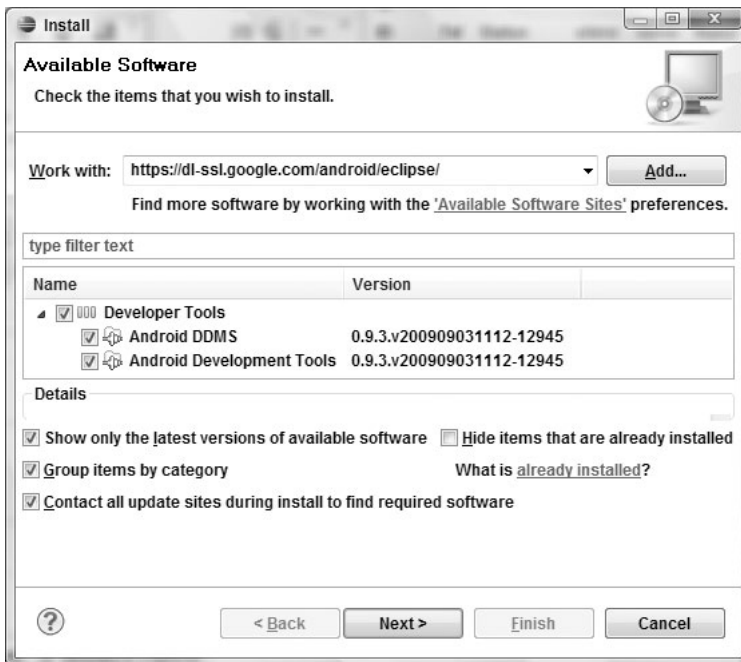 Install
Available Software
Check the items that you wish to install.
Work with: https://dl-ssl.google.com/android/eclipse/ Add...
Find more software by working with the 'Available Software Sites' preferences.
type filter text
Name Version
Developer Tools
Android DDMS 0.9.3.v200909031112-12945
Android Development Tools 0.9.3.v200909031112-12945
Details
Show only the latest versions of available software Hide items that are already installed
Group items by category What is already installed?
Contact all update sites during install to find required software
? < Back Next > Finish Cancel